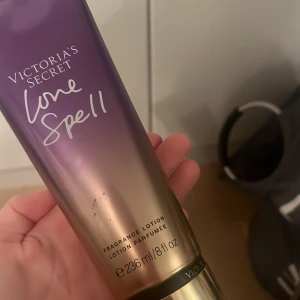 VICTORIA'S
SECRET
Love
Spell
FRAGRANCE LOTION
LOTION PARFUMÉE
℮ 236 ml/8 fl oz